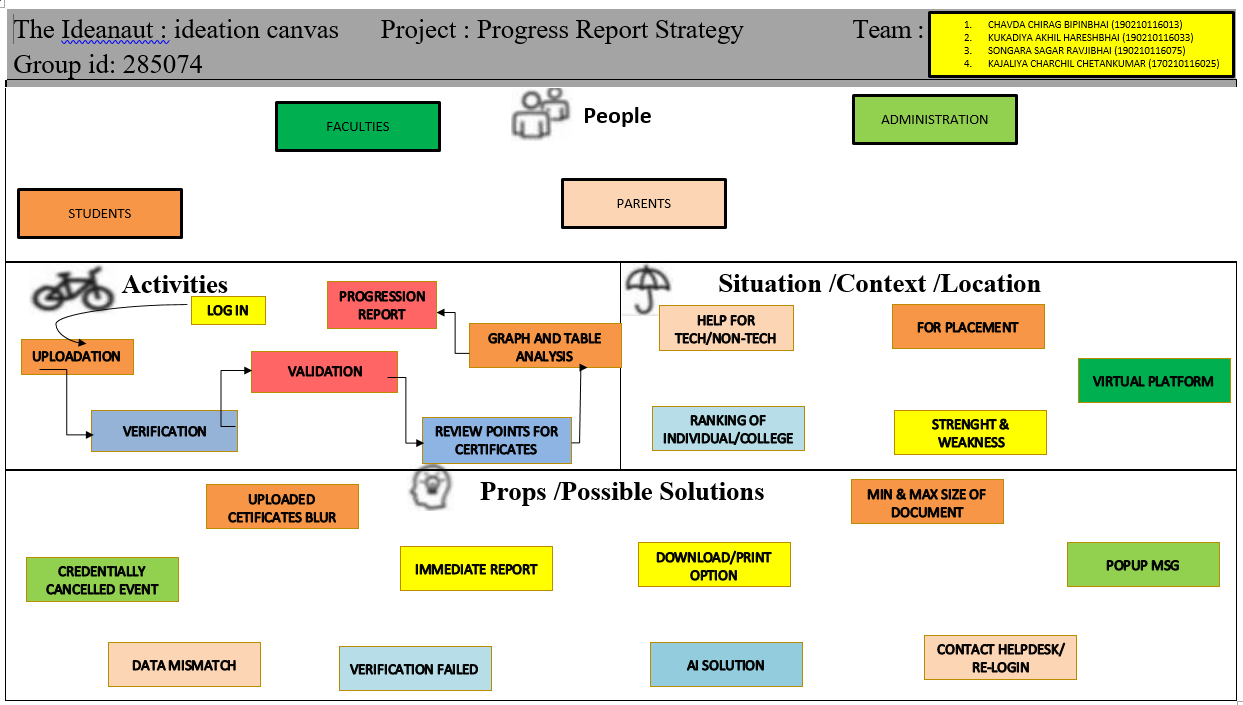 The Ideanaut : ideation canvas Project : Progress Report Strategy Team :
Group id: 285074
1. CHAVDA CHIRAG BIPINBHAI (190210116013)
2. KUKADIYA AKHIL HARESHBHAI (190210116033)
3. SONGARA SAGAR RAVJIBHAI (190210116075)
4. KAJALIYA CHARCHIL CHETANKUMAR (170210116025)
People
FACULTIES
ADMINISTRATION
STUDENTS
PARENTS
Activities
LOG IN
UPLOADATION
VERIFICATION
VALIDATION
REVIEW POINTS FOR
CERTIFICATES
GRAPH AND TABLE
ANALYSIS
PROGRESSION
REPORT
Situation /Context /Location
HELP FOR
TECH/NON-TECH
FOR PLACEMENT
VIRTUAL PLATFORM
RANKING OF
INDIVIDUAL/COLLEGE
STRENGHT &
WEAKNESS
Props /Possible Solutions
UPLOADED
CETIFICATES BLUR
MIN & MAX SIZE OF
DOCUMENT
CREDENTIALLY
CANCELLED EVENT
IMMEDIATE REPORT
DOWNLOAD/PRINT
OPTION
POPUP MSG
DATA MISMATCH
VERIFICATION FAILED
AI SOLUTION
CONTACT HELPDESK/
RE-LOGIN